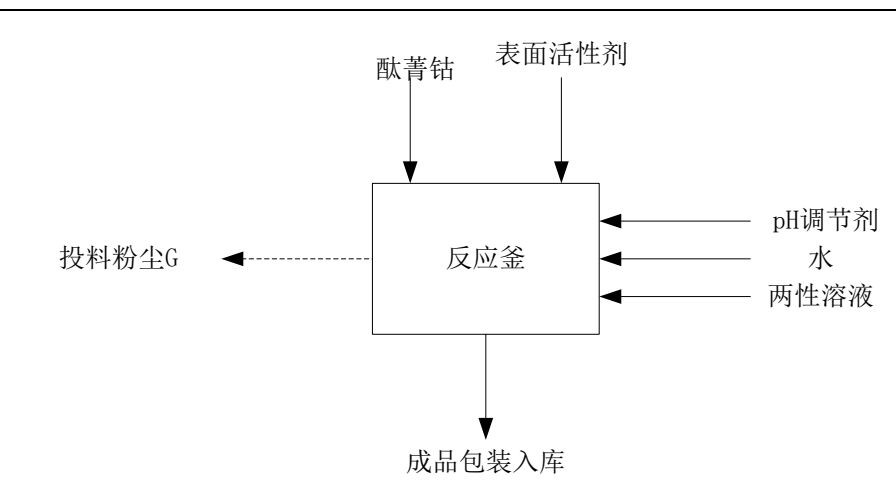 酞菁钴
表面活性剂
pH调节剂
投料粉尘G
反应釜
水
两性溶液
成品包装入库